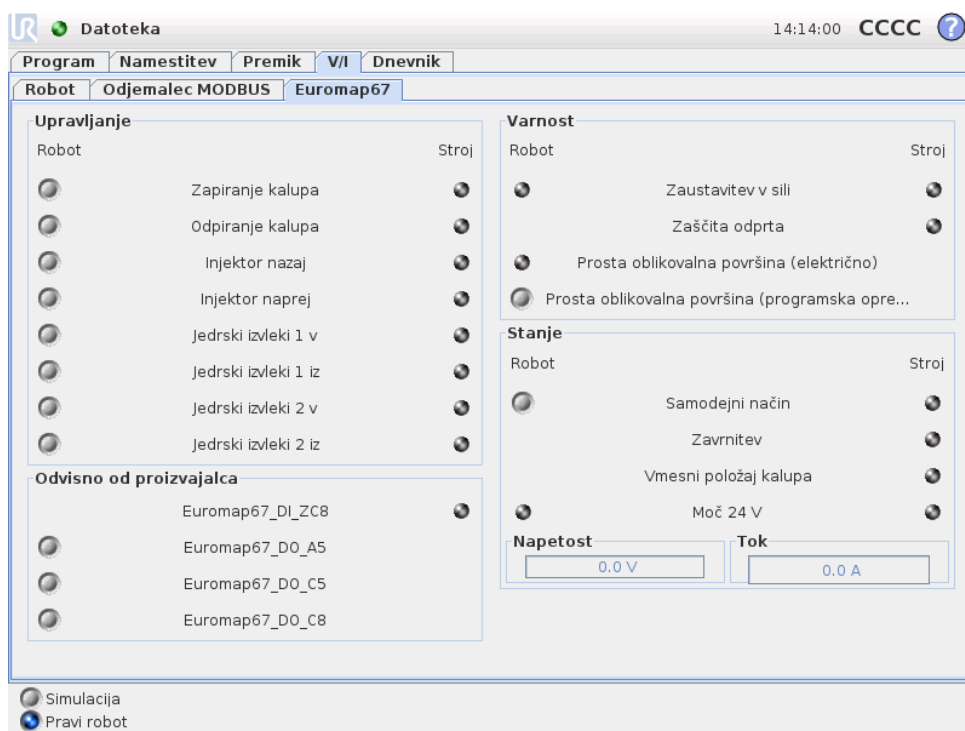 UR Datoteka 14:14:00 CCCC ?
Program Namestitev Premik V/I Dnevnik
Robot Odjemalec MODBUS Euromap67
Upravljanje
Robot Stroj
Zapiranje kalupa
Odpiranje kalupa
Injektor nazaj
Injektor naprej
Jedrski izvleki 1 v
Jedrski izvleki 1 iz
Jedrski izvleki 2 v
Jedrski izvleki 2 iz
Odvisno od proizvajalca
Euromap67_DI_ZC8
Euromap67_DO_A5
Euromap67_DO_C5
Euromap67_DO_C8
Varnost
Robot Stroj
Zaustavitev v sili
Zaščita odprta
Prosta oblikovalna površina (električno)
Prosta oblikovalna površina (programska opre...
Stanje
Robot Stroj
Samodejni način
Zavrnitev
Vmesni položaj kalupa
Moč 24 V
Napetost Tok
0.0 V 0.0 A
Simulacija
Pravi robot